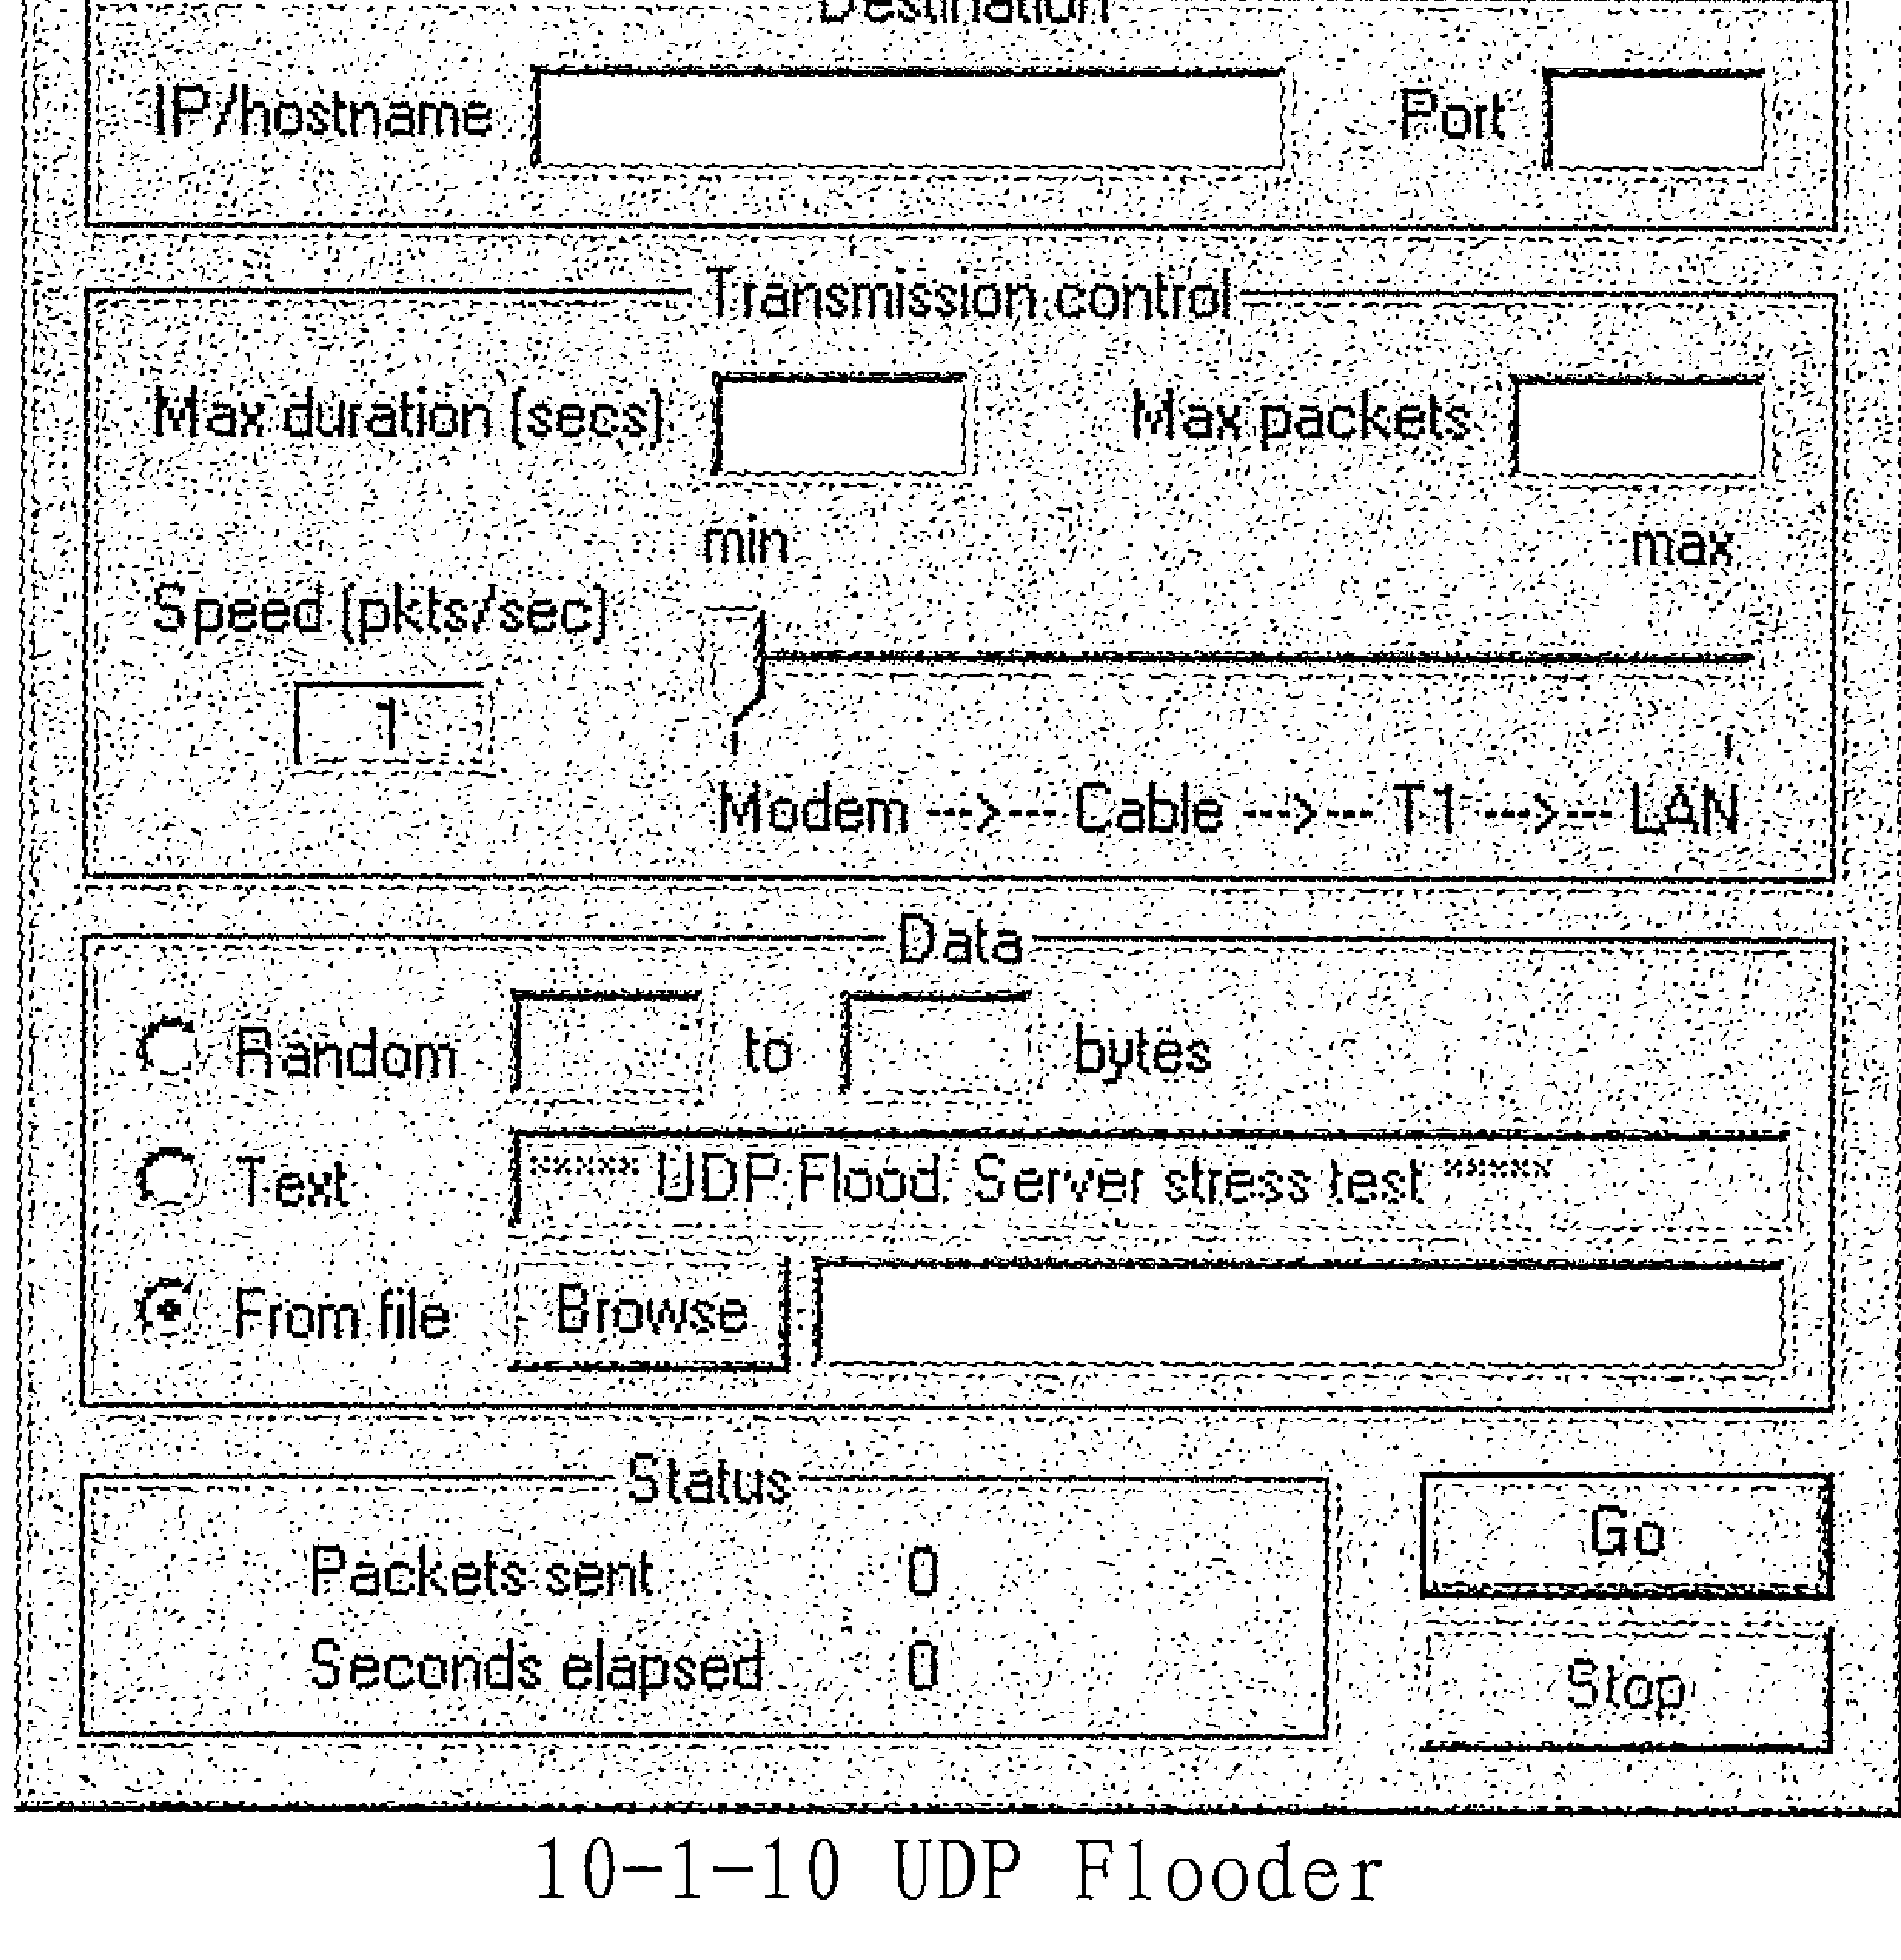 Destination
IP/hostname Port
Transmission control
Max duration (secs) Max packets
min max
Speed (pkts/sec)
1
Modem --->--- Cable --->--- T1 --->--- LAN
Data
Random to bytes
Text ***** UDP Flood. Server stress test *****
From file Browse
Status
Packets sent 0
Go
Seconds elapsed 0
Stop
10-1-10 UDP Flooder